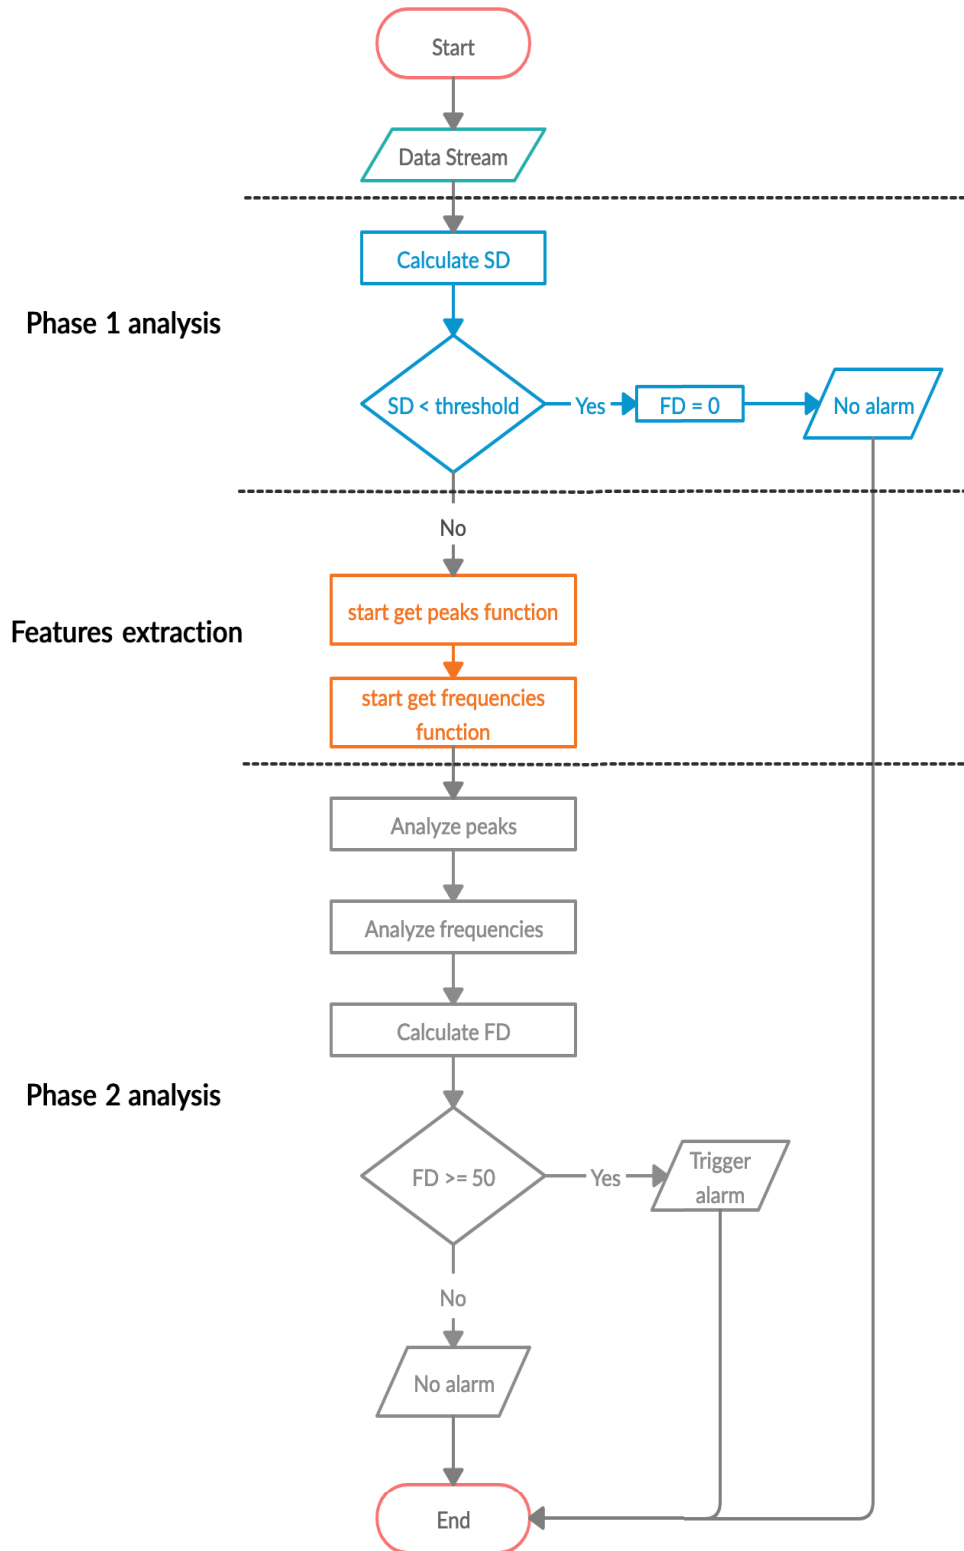 Start
Data Stream
Calculate SD
Phase 1 analysis
SD < threshold
Yes
FD = 0
No alarm
No
start get peaks function
Features extraction
start get frequencies
function
Analyze peaks
Analyze frequencies
Calculate FD
Phase 2 analysis
FD >= 50
Yes
Trigger
alarm
No
No alarm
End